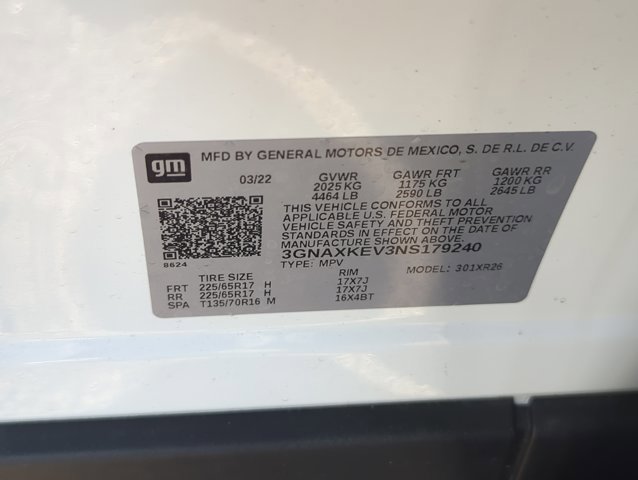 gm MFD BY GENERAL MOTORS DE MEXICO, S. DE R.L. DE C.V.
03/22 GVWR GAWR FRT GAWR RR
2025 KG 1175 KG 1200 KG
4464 LB 2590 LB 2645 LB
THIS VEHICLE CONFORMS TO ALL
APPLICABLE U.S. FEDERAL MOTOR
VEHICLE SAFETY AND THEFT PREVENTION
STANDARDS IN EFFECT ON THE DATE OF
MANUFACTURE SHOWN ABOVE.
3GNAXKEV3NS179240
8624 TYPE: MPV MODEL: 301XR26
TIRE SIZE RIM
FRT 225/65R17 H 17X7J
RR 225/65R17 H 17X7J
SPA T135/70R16 M 16X4BT